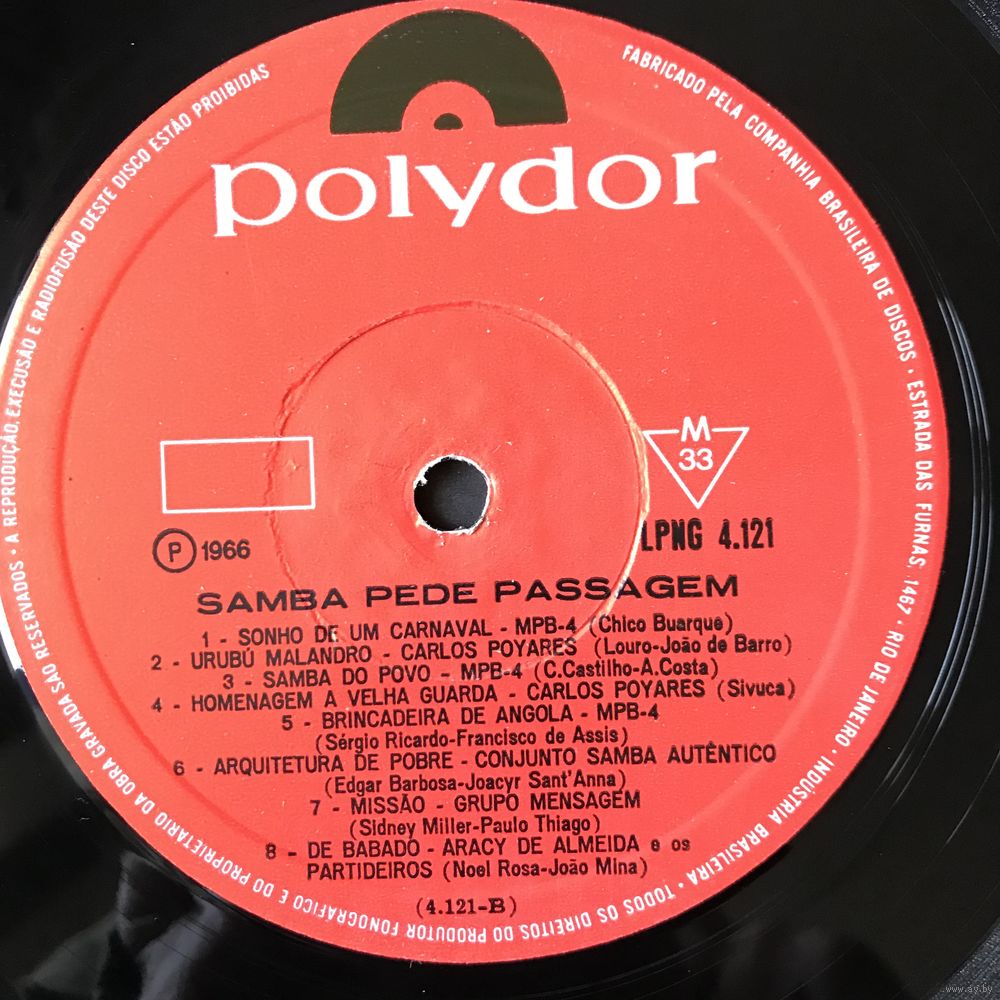 polydor
M
33
Ⓟ 1966
LPNG 4.121
SAMBA PEDE PASSAGEM
1 - SONHO DE UM CARNAVAL - MPB-4 (Chico Buarque)
2 - URUBÚ MALANDRO - CARLOS POYARES (Louro-João de Barro)
3 - SAMBA DO POVO - MPB-4 (C.Castilho-A.Costa)
4 - HOMENAGEM A VELHA GUARDA - CARLOS POYARES (Sivuca)
5 - BRINCADEIRA DE ANGOLA - MPB-4
(Sérgio Ricardo-Francisco de Assis)
6 - ARQUITETURA DE POBRE - CONJUNTO SAMBA AUTÊNTICO
(Edgar Barbosa-Joacyr Sant'Anna)
7 - MISSÃO - GRUPO MENSAGEM
(Sidney Miller-Paulo Thiago)
8 - DE BABADO - ARACY DE ALMEIDA e os
PARTIDEIROS (Noel Rosa-João Mina)
(4.121-B)
FABRICADO PELA COMPANHIA BRASILEIRA DE DISCOS · ESTRADA DAS FURNAS, 1467 · RIO DE JANEIRO · INDÚSTRIA BRASILEIRA · TODOS OS DIREITOS DO PRODUTOR FONOGRÁFICO E DO PROPRIETÁRIO DA OBRA GRAVADA SÃO RESERVADOS · A REPRODUÇÃO, EXECUSÃO E RADIOFUSÃO DESTE DISCO ESTÃO PROIBIDAS
www.ay.by